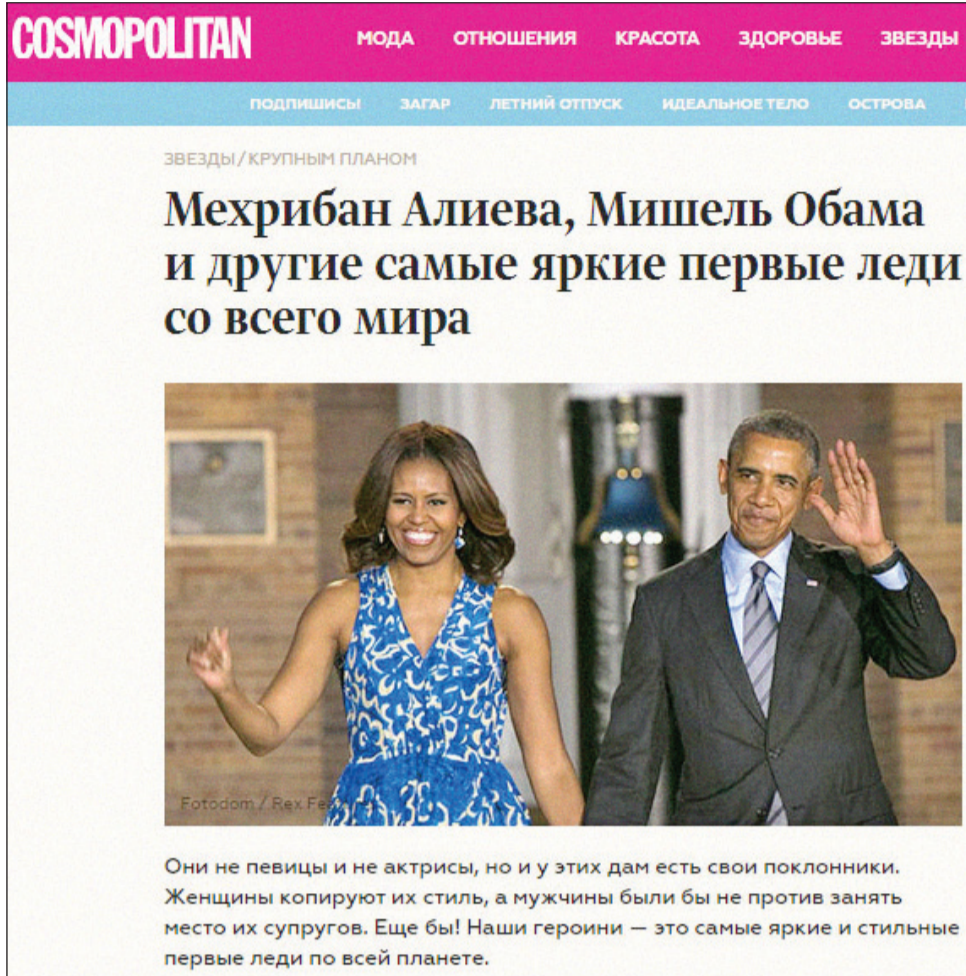 COSMOPOLITAN
МОДА ОТНОШЕНИЯ КРАСОТА ЗДОРОВЬЕ ЗВЕЗДЫ
ПОДПИШИСЬ! ЗАГАР ЛЕТНИЙ ОТПУСК ИДЕАЛЬНОЕ ТЕЛО ОСТРОВА
ЗВЕЗДЫ / КРУПНЫМ ПЛАНОМ
Мехрибан Алиева, Мишель Обама
и другие самые яркие первые леди
со всего мира
Fotodom / Rex
Они не певицы и не актрисы, но и у этих дам есть свои поклонники.
Женщины копируют их стиль, а мужчины были бы не против занять
место их супругов. Еще бы! Наши героини — это самые яркие и стильные
первые леди по всей планете.